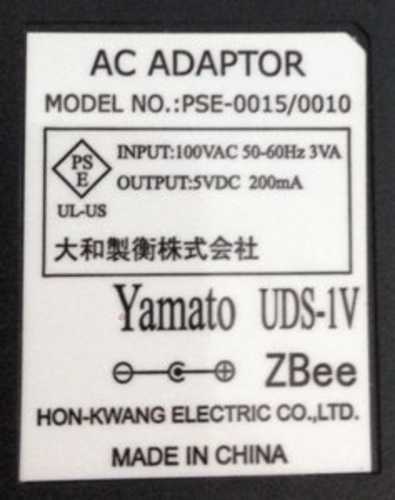 AC ADAPTOR
MODEL NO.:PSE-0015/0010
PS
E
INPUT:100VAC 50-60Hz 3VA
OUTPUT:5VDC 200mA
UL-US
大和製衡株式会社
Yamato UDS-1V
ZBee
HON-KWANG ELECTRIC CO.,LTD.
MADE IN CHINA